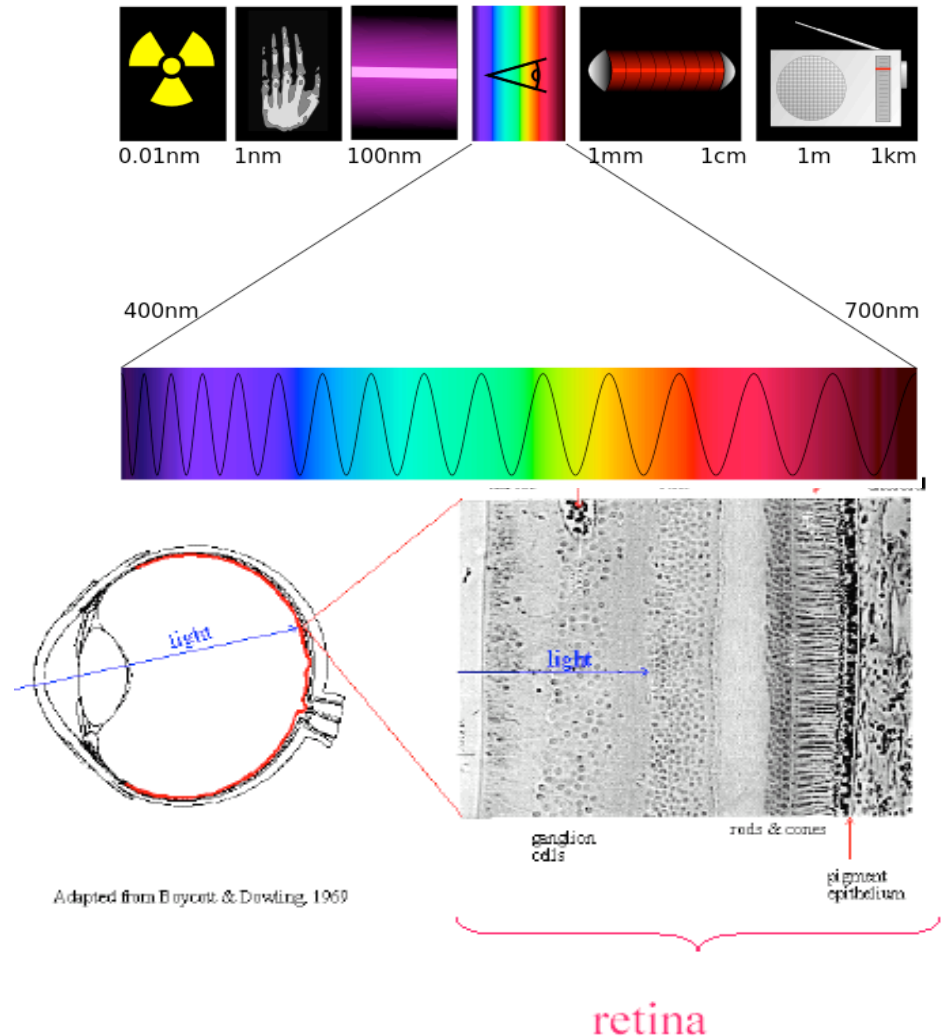 0.01nm 1nm 100nm 1mm 1cm 1m 1km
400nm 700nm
light
light
ganglion
cells
rods & cones
pigment
epithelium
Adapted from Boycott & Dowling, 1969
retina